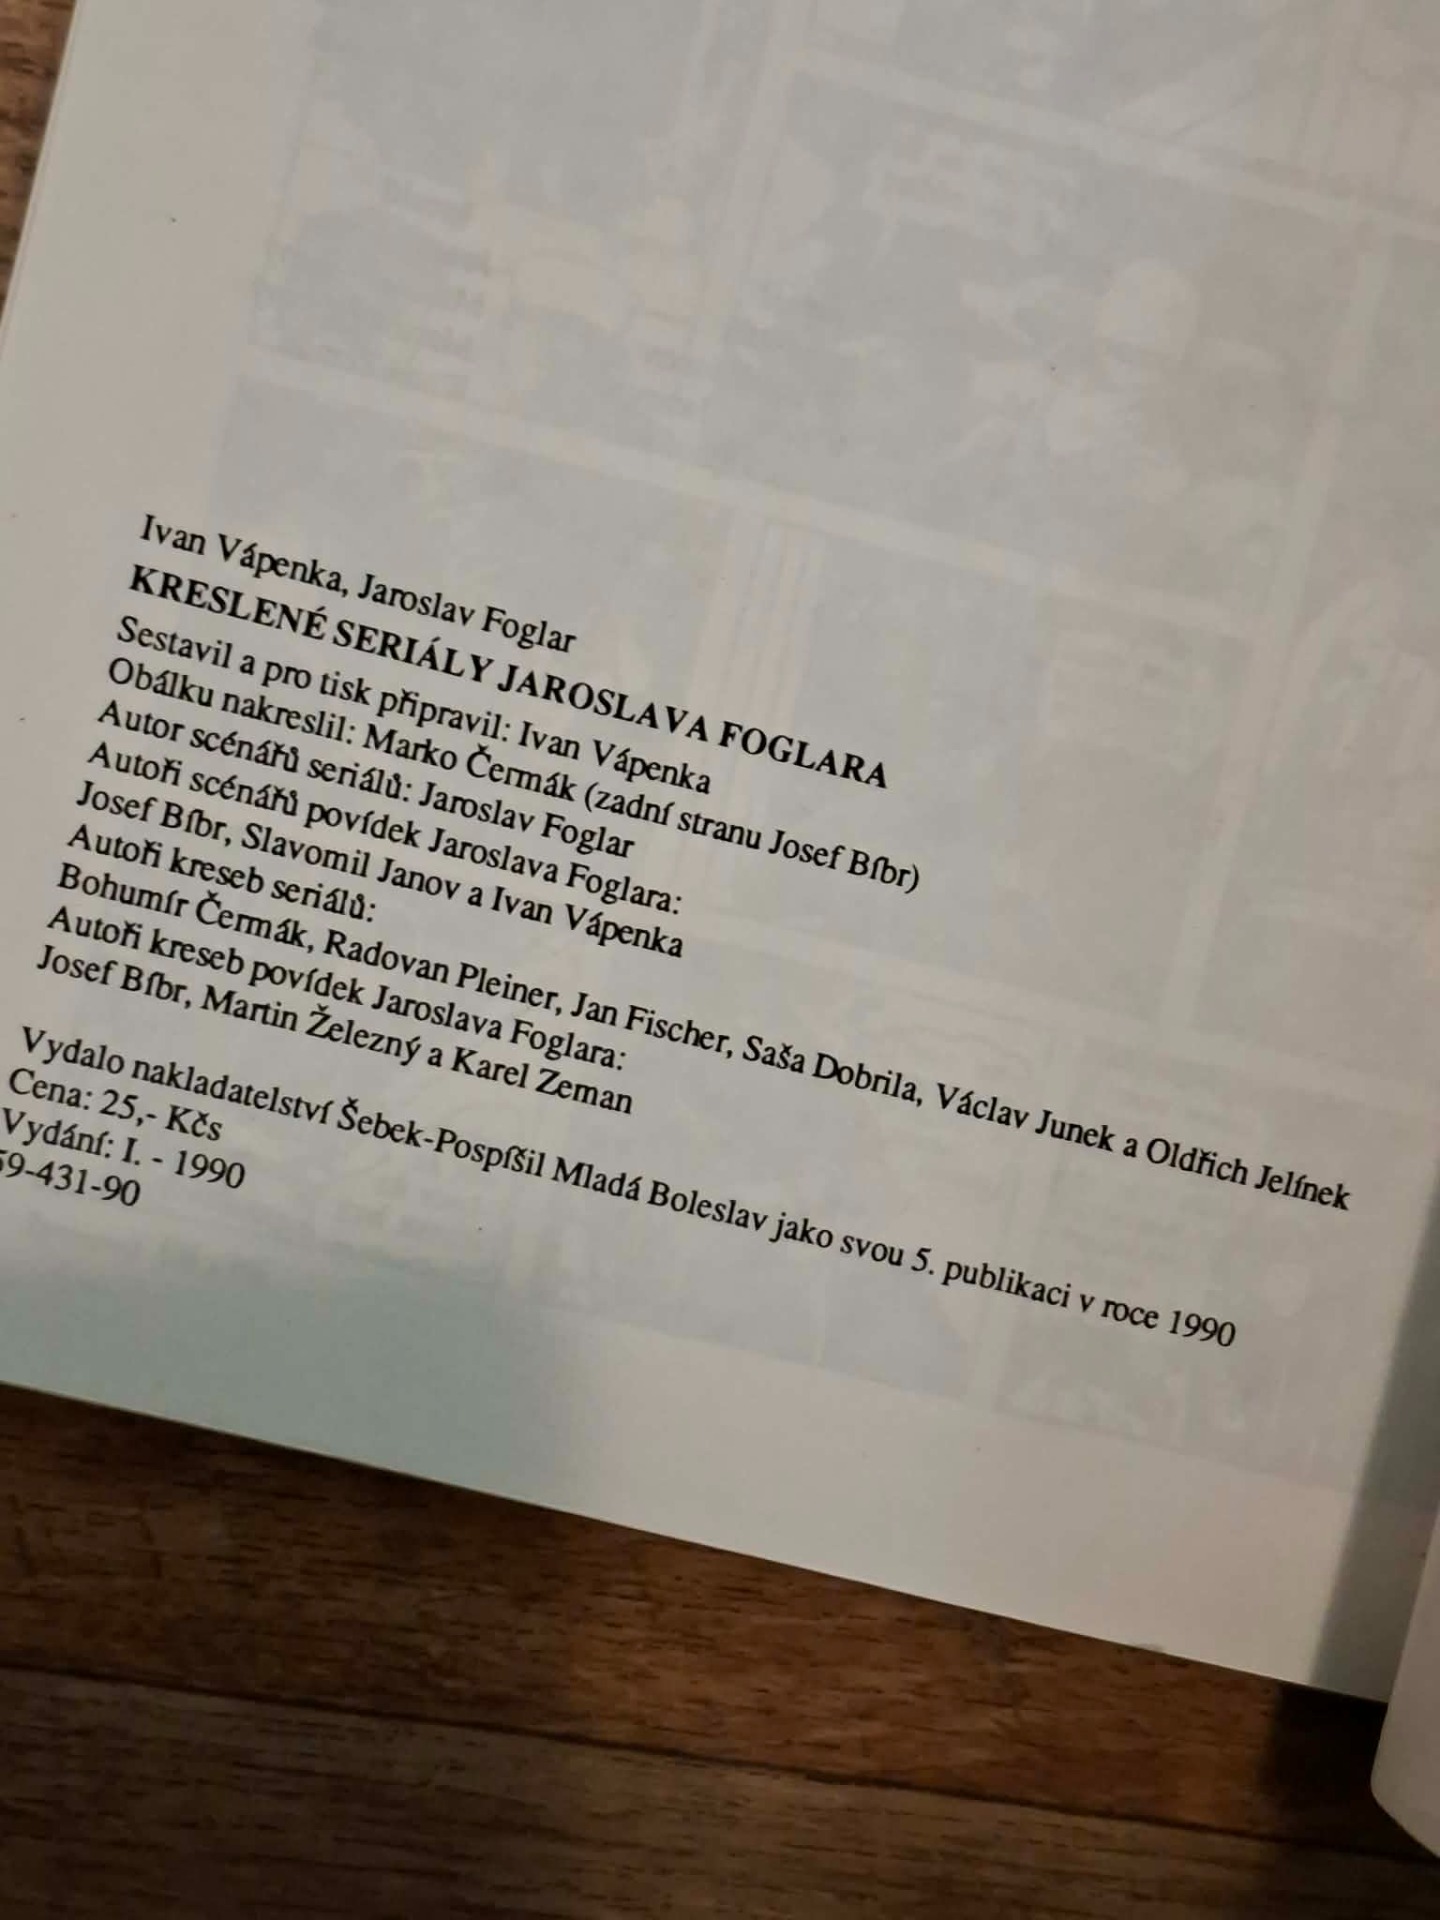 Ivan Vápenka, Jaroslav Foglar
KRESLENÉ SERIÁLY JAROSLAVA FOGLARA
Sestavil a pro tisk připravil: Ivan Vápenka
Obálku nakreslil: Marko Čermák (zadní stranu Josef Bíbr)
Autor scénářů seriálů: Jaroslav Foglar
Autoři scénářů povídek Jaroslava Foglara:
Josef Bíbr, Slavomil Janov a Ivan Vápenka
Autoři kreseb seriálů:
Bohumír Čermák, Radovan Pleiner, Jan Fischer, Saša Dobrila, Václav Junek a Oldřich Jelínek
Autoři kreseb povídek Jaroslava Foglara:
Josef Bíbr, Martin Železný a Karel Zeman
Vydalo nakladatelství Šebek-Pospíšil Mladá Boleslav jako svou 5. publikaci v roce 1990
Cena: 25,- Kčs
Vydání: I. - 1990
59-431-90